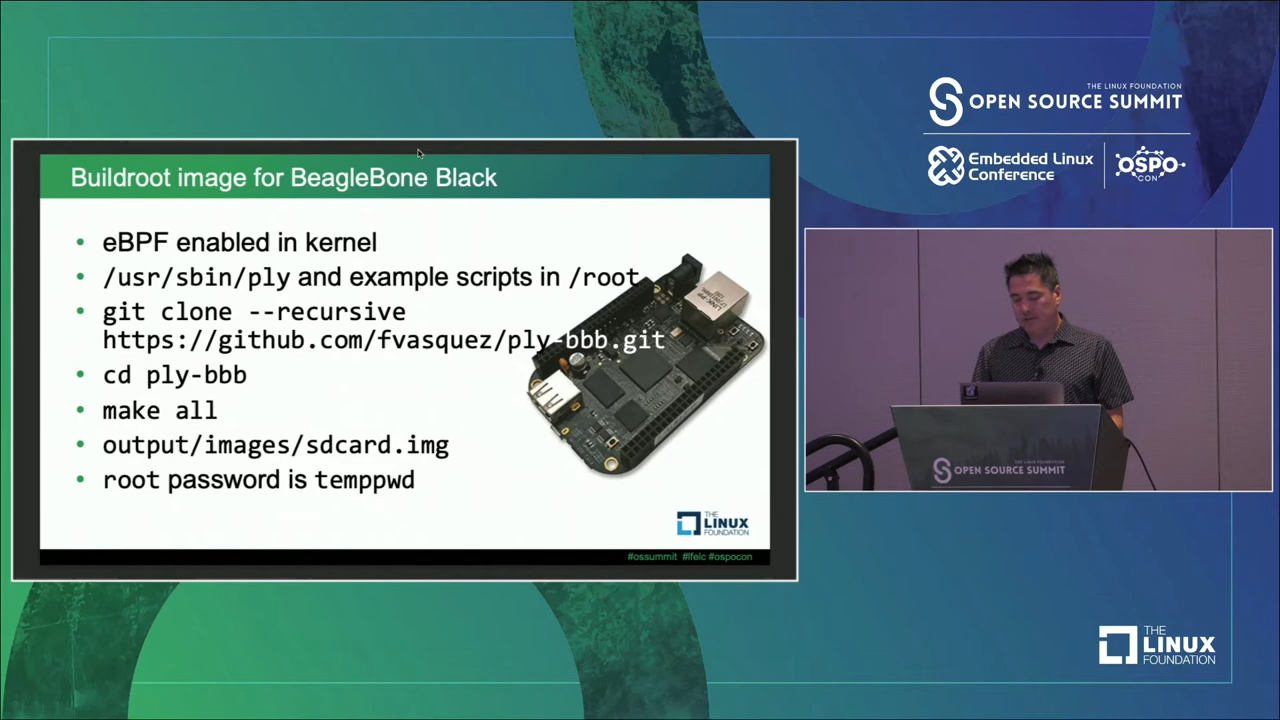 THE LINUX FOUNDATION
OPEN SOURCE SUMMIT
Embedded Linux
Conference
OSPO
CON
Buildroot image for BeagleBone Black
• eBPF enabled in kernel
• /usr/sbin/ply and example scripts in /root
• git clone --recursive
https://github.com/fvasquez/ply-bbb.git
• cd ply-bbb
• make all
• output/images/sdcard.img
• root password is temppwd
THE
LINUX
FOUNDATION
#ossummit #lfelc #ospocon
OPEN SOURCE SUMMIT
THE
LINUX
FOUNDATION